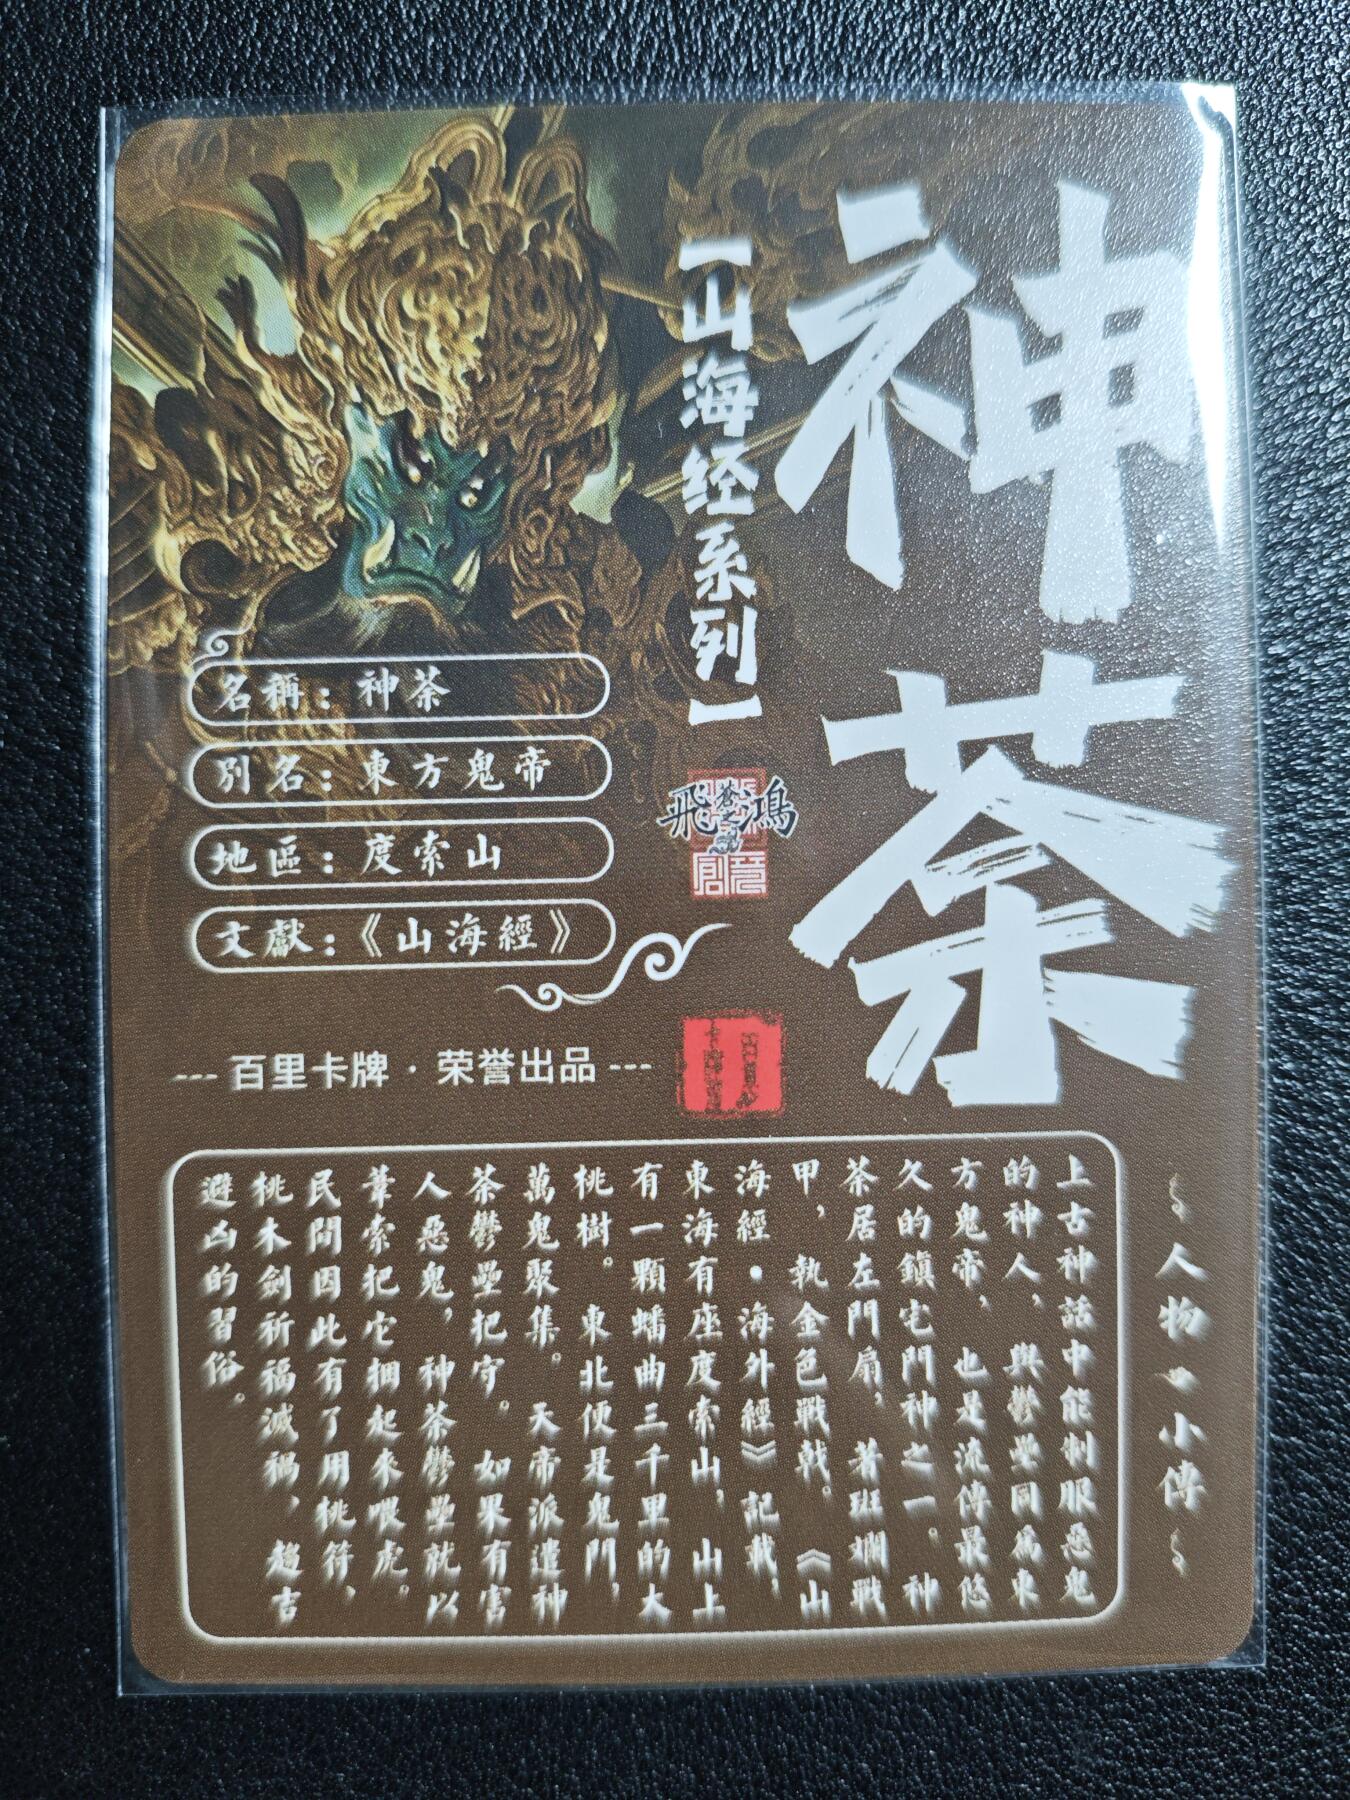 神荼
【山海经系列】
飛鴻
蒼之
名稱：神荼
別名：東方鬼帝
地區：度索山
文獻：《山海經》
--- 百里卡牌 · 荣誉出品 ---
人物 小傳
上古神話中能制服惡鬼
的神人，與鬱壘同為東
方鬼帝，也是流傳最悠
久的鎮宅門神之一。神
荼居左門扇，著斑斕戰
甲，執金色戰戟。《山
海經•海外經》記載，
東海有座度索山，山上
有一顆蟠曲三千里的大
桃樹。東北便是鬼門，
萬鬼聚集。天帝派遣神
荼鬱壘把守。如果有害
人惡鬼，神荼鬱壘就以
葦索把它捆起來喂虎。
民間因此有了用桃符，
桃木劍祈福滅禍，趨吉
避凶的習俗。